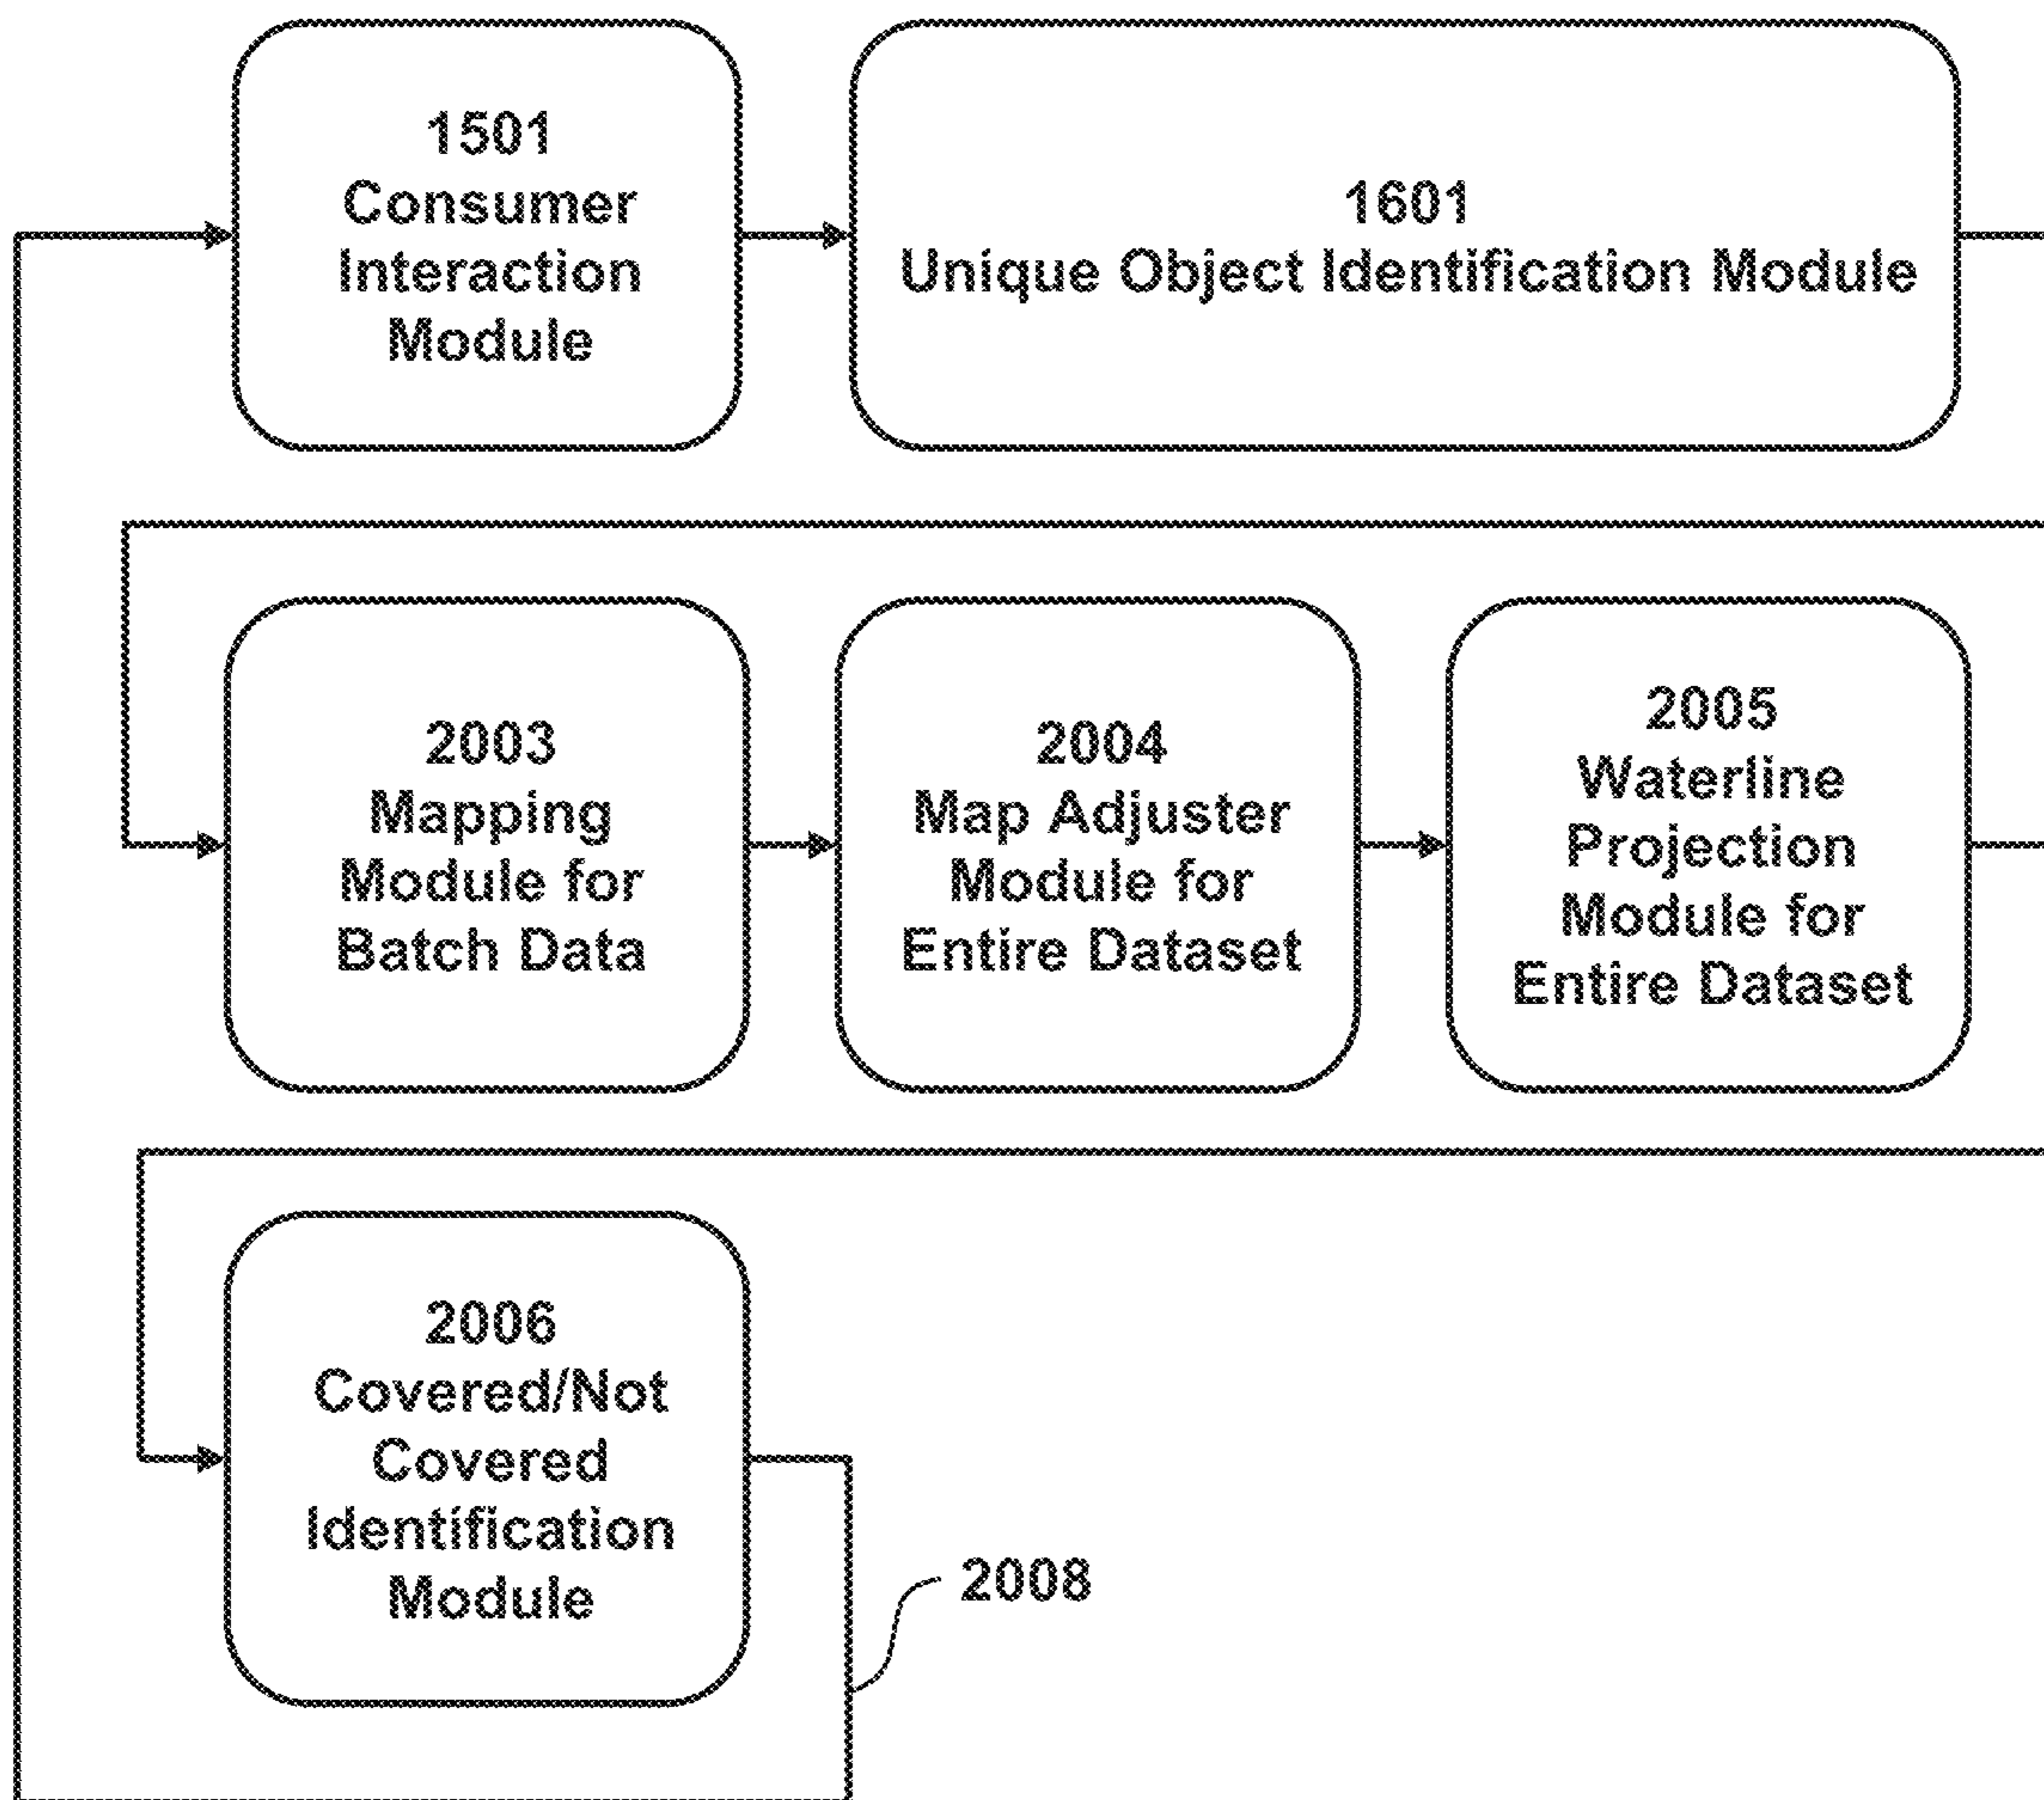 1501
Consumer
Interaction
Module
1601
Unique Object Identification Module
2003
Mapping
Module for
Batch Data
2004
Map Adjuster
Module for
Entire Dataset
2005
Waterline
Projection
Module for
Entire Dataset
2006
Covered/Not
Covered
Identification
Module
2008